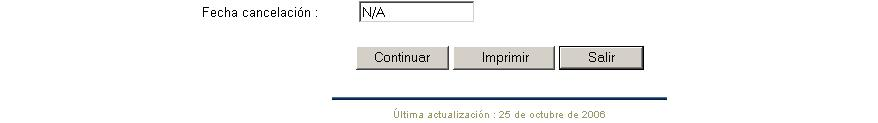 Fecha cancelación : N/A
Continuar Imprimir Salir
Última actualización : 25 de octubre de 2006